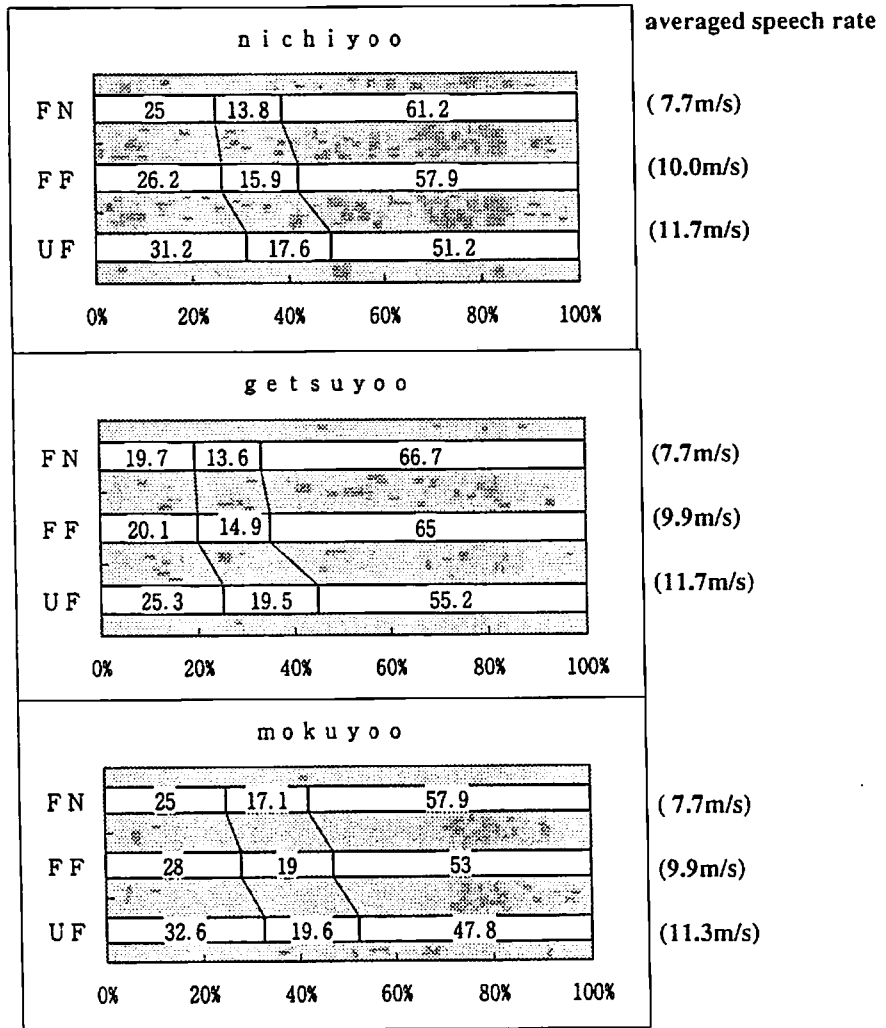 averaged speech rate
nichiyoo
FN 25 13.8 61.2 ( 7.7m/s)
FF 26.2 15.9 57.9 (10.0m/s)
UF 31.2 17.6 51.2 (11.7m/s)
0% 20% 40% 60% 80% 100%
getsuyoo
FN 19.7 13.6 66.7 (7.7m/s)
FF 20.1 14.9 65 (9.9m/s)
UF 25.3 19.5 55.2 (11.7m/s)
0% 20% 40% 60% 80% 100%
mokuyoo
FN 25 17.1 57.9 ( 7.7m/s)
FF 28 19 53 (9.9m/s)
UF 32.6 19.6 47.8 (11.3m/s)
0% 20% 40% 60% 80% 100%